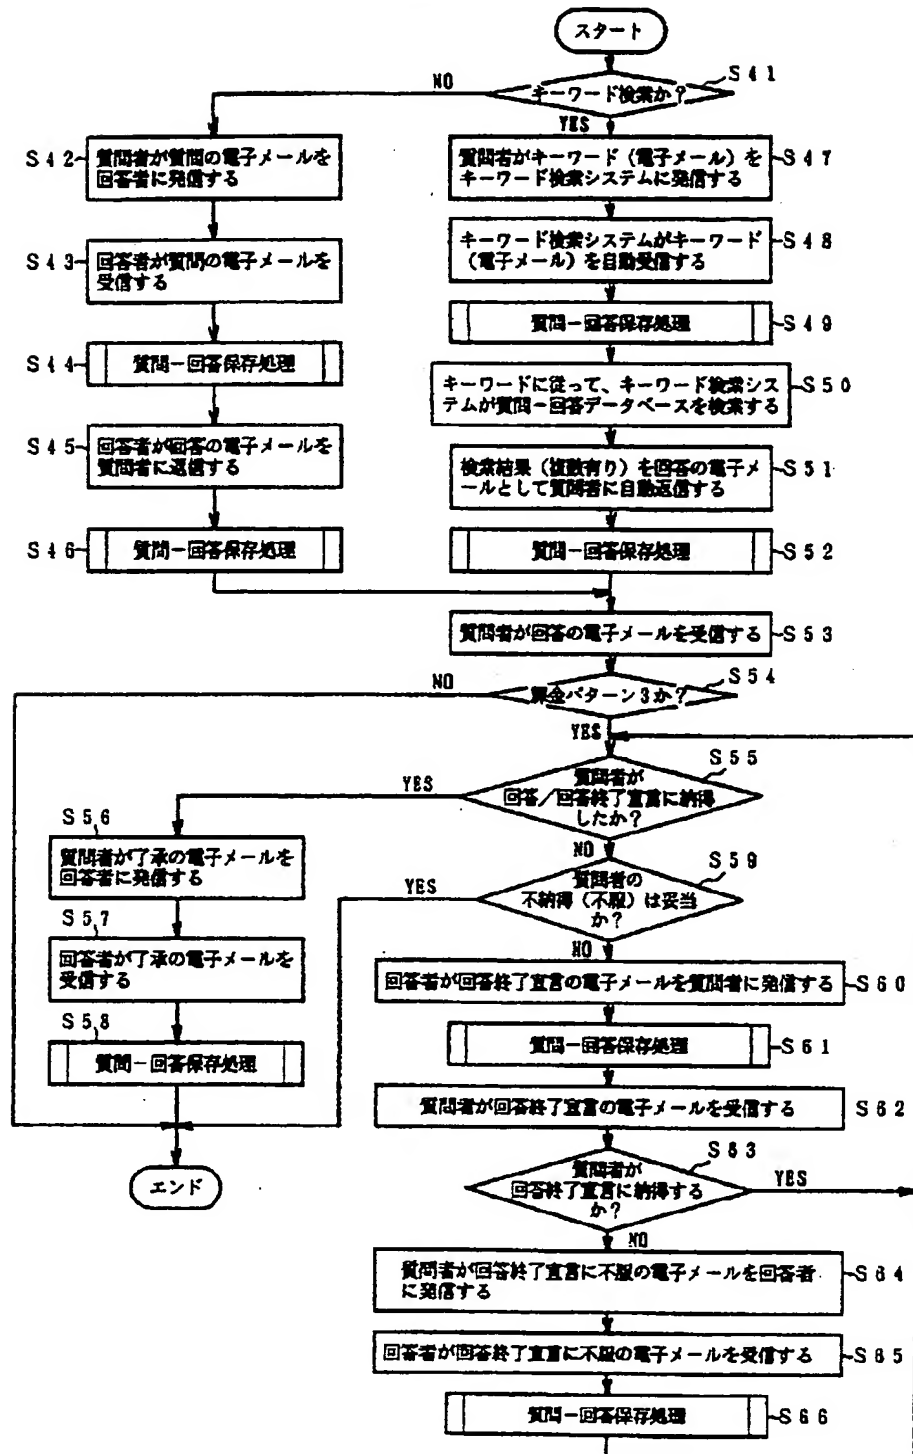 スタート
S41
キーワード検索か?
NO
YES
S42
質問者が質問の電子メールを
回答者に発信する
S43
回答者が質問の電子メールを
受信する
S44
質問-回答保存処理
S45
回答者が回答の電子メールを
質問者に返信する
S46
質問-回答保存処理
質問者がキーワード(電子メール)を
キーワード検索システムに発信する
S47
キーワード検索システムがキーワード
(電子メール)を自動受信する
S48
質問-回答保存処理
S49
キーワードに従って、キーワード検索シス
テムが質問-回答データベースを検索する
S50
検索結果(複数有り)を回答の電子メ
ールとして質問者に自動返信する
S51
質問-回答保存処理
S52
質問者が回答の電子メールを受信する
S53
S54
NO
課金パターン3か?
YES
S55
質問者が
回答/回答終了宣言に納得
したか?
YES
NO
S56
質問者が了承の電子メールを
回答者に発信する
S57
回答者が了承の電子メールを
受信する
S58
質問-回答保存処理
エンド
S59
質問者の
不納得(不服)は妥当
か?
YES
NO
回答者が回答終了宣言の電子メールを質問者に発信する
S60
質問-回答保存処理
S61
質問者が回答終了宣言の電子メールを受信する
S62
S63
質問者が
回答終了宣言に納得する
か?
YES
NO
質問者が回答終了宣言に不服の電子メールを回答者
に発信する
S64
回答者が回答終了宣言に不服の電子メールを受信する
S65
質問-回答保存処理
S66